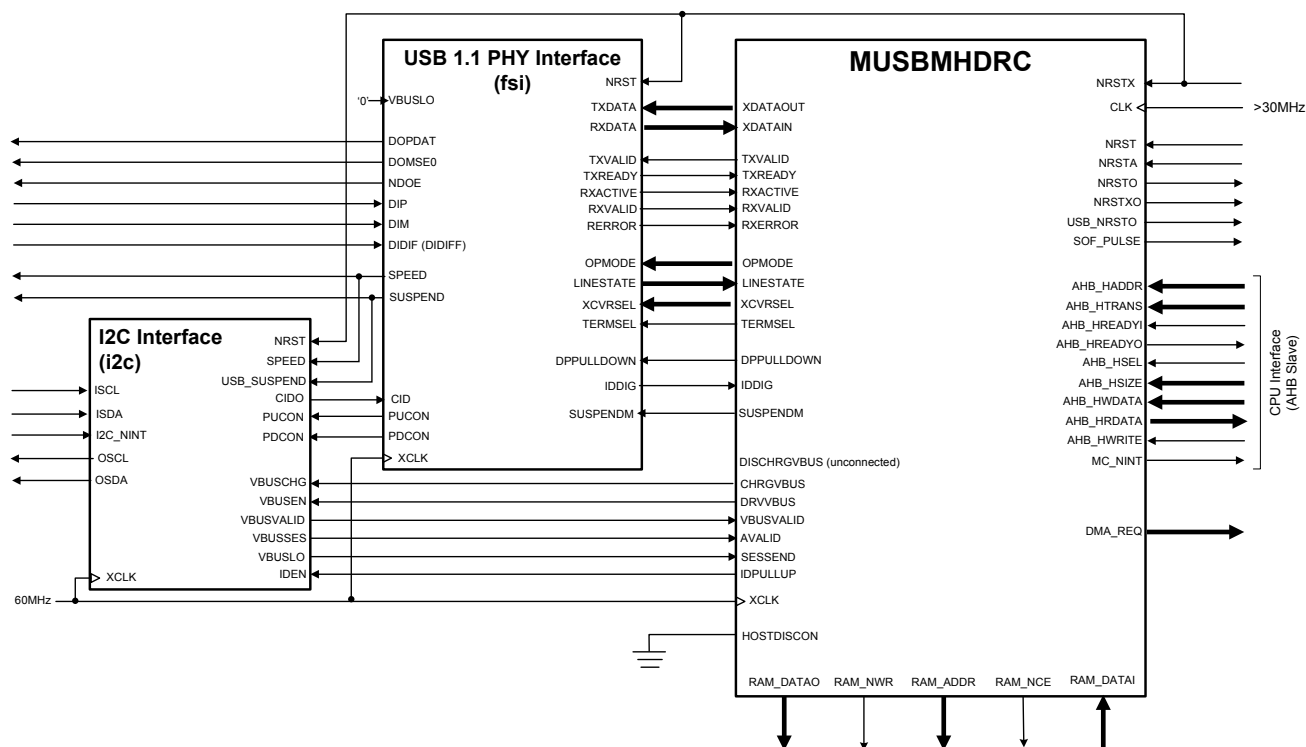 USB 1.1 PHY Interface
(fsi)
NRST
'0'
VBUSLO
TXDATA
RXDATA
DOPDAT
DOMSE0
NDOE
DIP
DIM
DIDIF (DIDIFF)
SPEED
SUSPEND
TXVALID
TXREADY
RXACTIVE
RXVALID
RERROR
OPMODE
LINESTATE
XCVRSEL
TERMSEL
DPPULLDOWN
IDDIG
SUSPENDM
CID
PUCON
PDCON
XCLK
I2C Interface
(i2c)
NRST
SPEED
USB_SUSPEND
CIDO
PUCON
PDCON
ISCL
ISDA
I2C_NINT
OSCL
OSDA
VBUSCHG
VBUSEN
VBUSVALID
VBUSSES
VBUSLO
IDEN
XCLK
60MHz
MUSBMHDRC
XDATAOUT
XDATAIN
TXVALID
TXREADY
RXACTIVE
RXVALID
RXERROR
OPMODE
LINESTATE
XCVRSEL
TERMSEL
DPPULLDOWN
IDDIG
SUSPENDM
DISCHRGVBUS (unconnected)
CHRGVBUS
DRVVBUS
VBUSVALID
AVALID
SESSEND
IDPULLUP
XCLK
HOSTDISCON
NRSTX
CLK
>30MHz
NRST
NRSTA
NRSTO
NRSTXO
USB_NRSTO
SOF_PULSE
AHB_HADDR
AHB_HTRANS
AHB_HREADYI
AHB_HREADYO
AHB_HSEL
AHB_HSIZE
AHB_HWDATA
AHB_HRDATA
AHB_HWRITE
MC_NINT
CPU Interface
(AHB Slave)
DMA_REQ
RAM_DATAO
RAM_NWR
RAM_ADDR
RAM_NCE
RAM_DATAI